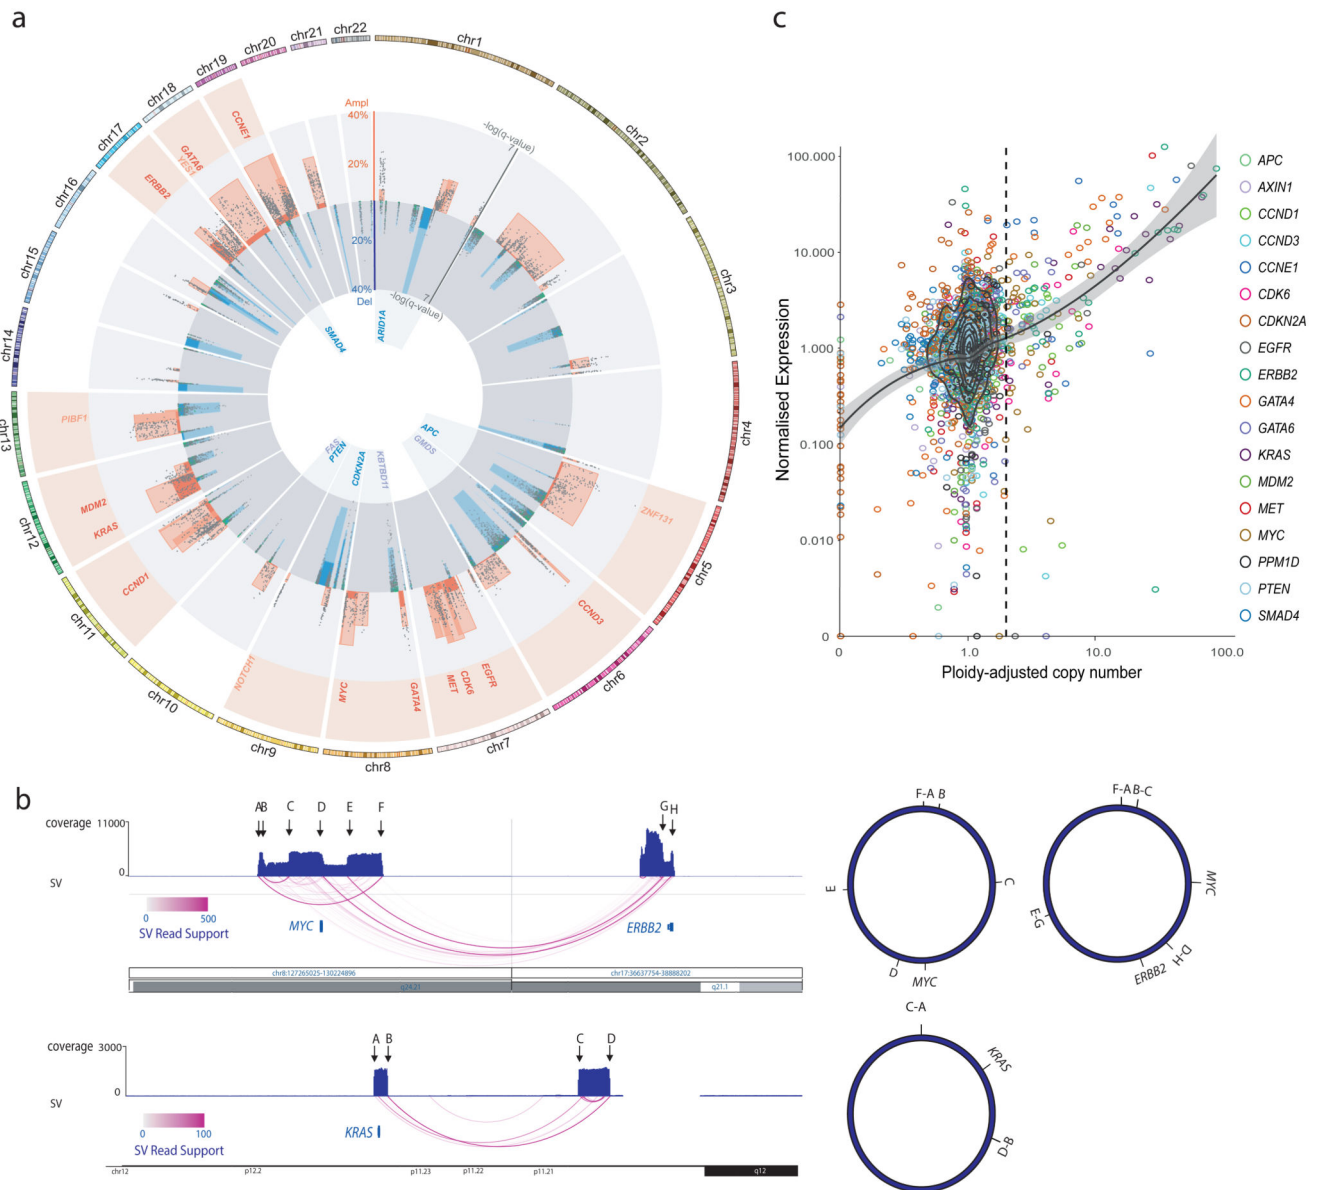 a
chr1
chr2
chr3
chr4
chr5
chr6
chr7
chr8
chr9
chr10
chr11
chr12
chr13
chr14
chr15
chr16
chr17
chr18
chr19
chr20
chr21
chr22
Ampl
40%
20%
20%
40%
Del
-log(q-value)
7
-log(q-value)
7
CCNE1
GATA6
YES1
ERBB2
PIBF1
MDM2
KRAS
CCND1
NOTCH1
MYC
GATA4
MET
CDK6
EGFR
CCND3
ZNF131
SMAD4
ARID1A
APC
GMDS
FAS
PTEN
CDKN2A
KBTBD11
b
coverage
11000
0
SV
A B C D E F G H
0 500
SV Read Support
MYC
ERBB2
chr8:127265025-130224896
chr17:36637754-38888202
q24.21
q21.1
coverage
3000
0
SV
A B C D
0 100
SV Read Support
KRAS
chr12
p12.2
p11.23
p11.22
p11.21
q12
F-A B
C
MYC
D
E
F-A B-C
MYC
D-H
ERBB2
E-G
C-A
KRAS
D-B
c
Normalised Expression
100.000
10.000
1.000
0.100
0.010
0
0
1.0
10.0
100.0
Ploidy-adjusted copy number
APC
AXIN1
CCND1
CCND3
CCNE1
CDK6
CDKN2A
EGFR
ERBB2
GATA4
GATA6
KRAS
MDM2
MET
MYC
PPM1D
PTEN
SMAD4